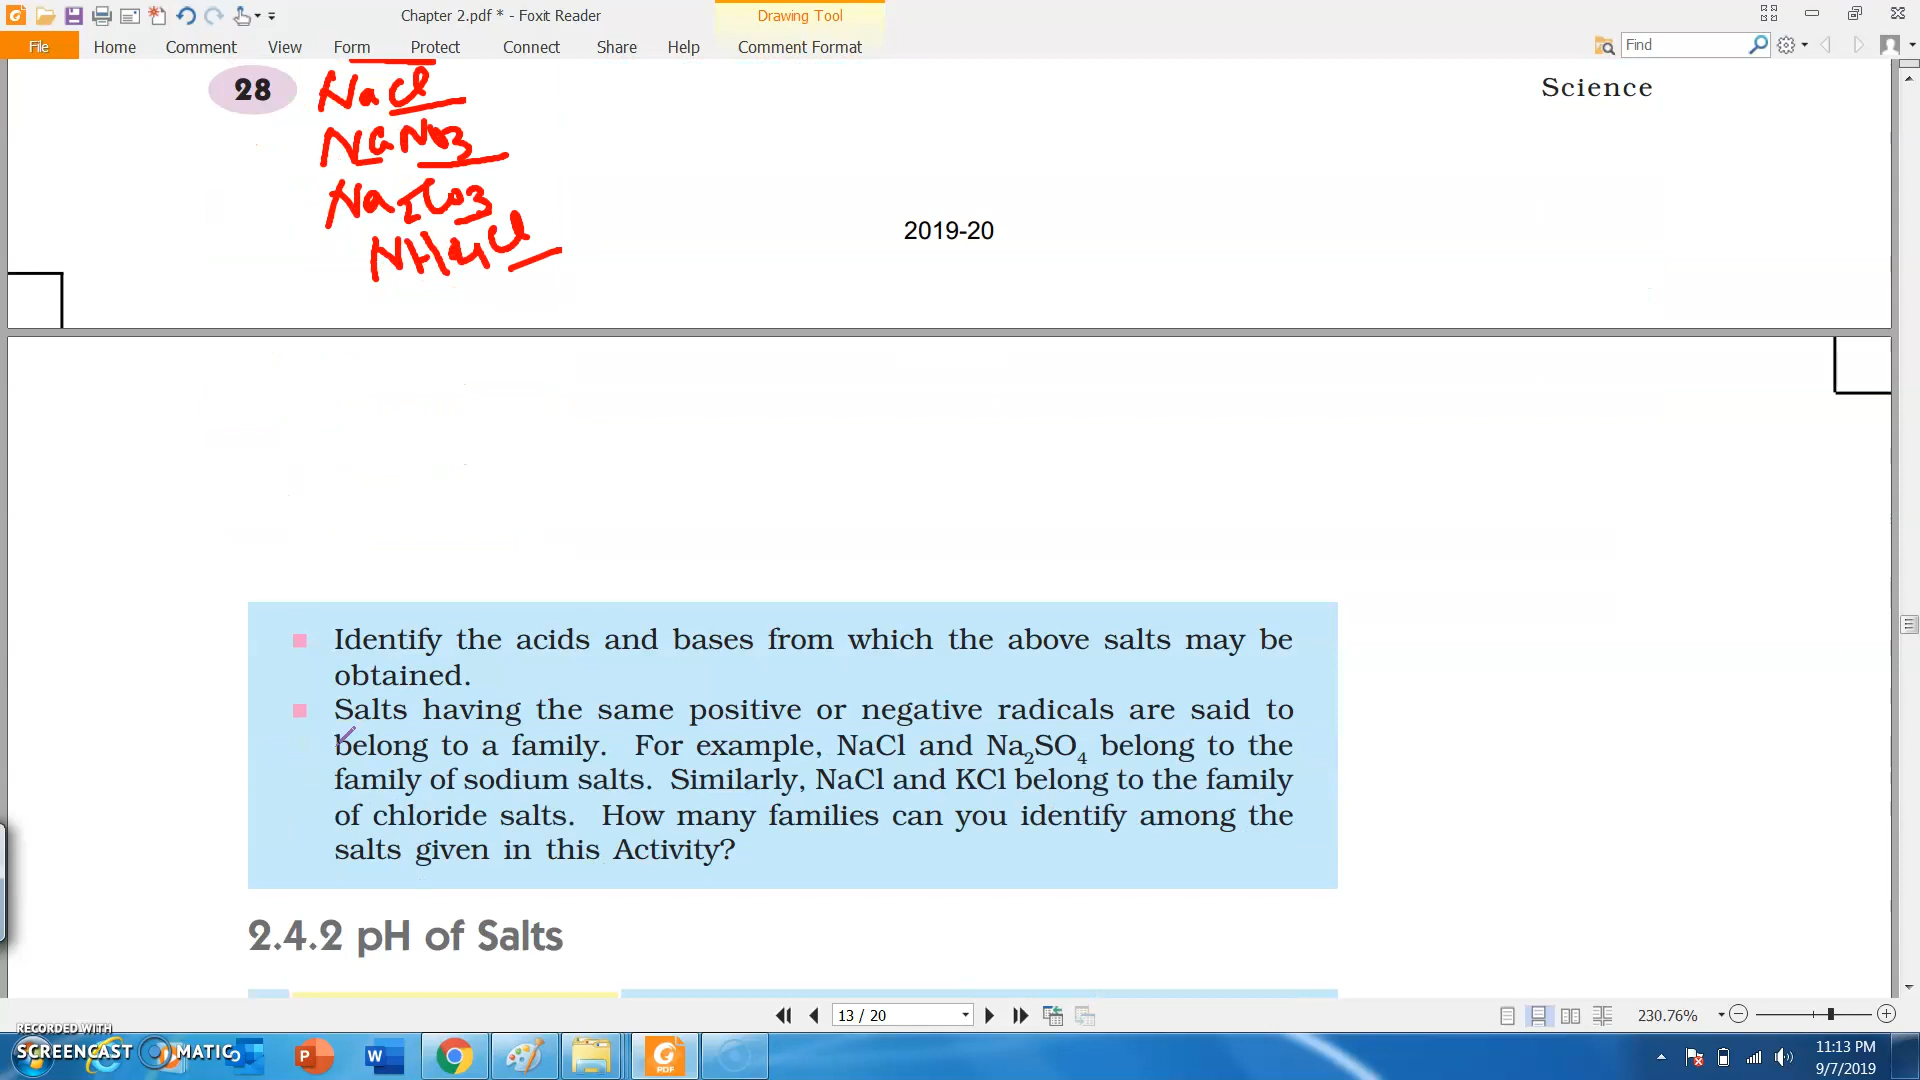 Chapter 2.pdf * - Foxit Reader
Drawing Tool
File Home Comment View Form Protect Connect Share Help Comment Format
Find
28
Science
NaCl
NaNO3
Na2CO3
NH4Cl
2019-20
Identify the acids and bases from which the above salts may be
obtained.
Salts having the same positive or negative radicals are said to
belong to a family. For example, NaCl and Na₂SO₄ belong to the
family of sodium salts. Similarly, NaCl and KCl belong to the family
of chloride salts. How many families can you identify among the
salts given in this Activity?
2.4.2 pH of Salts
13 / 20
230.76%
RECORDED WITH
SCREENCAST MATIC
11:13 PM
9/7/2019